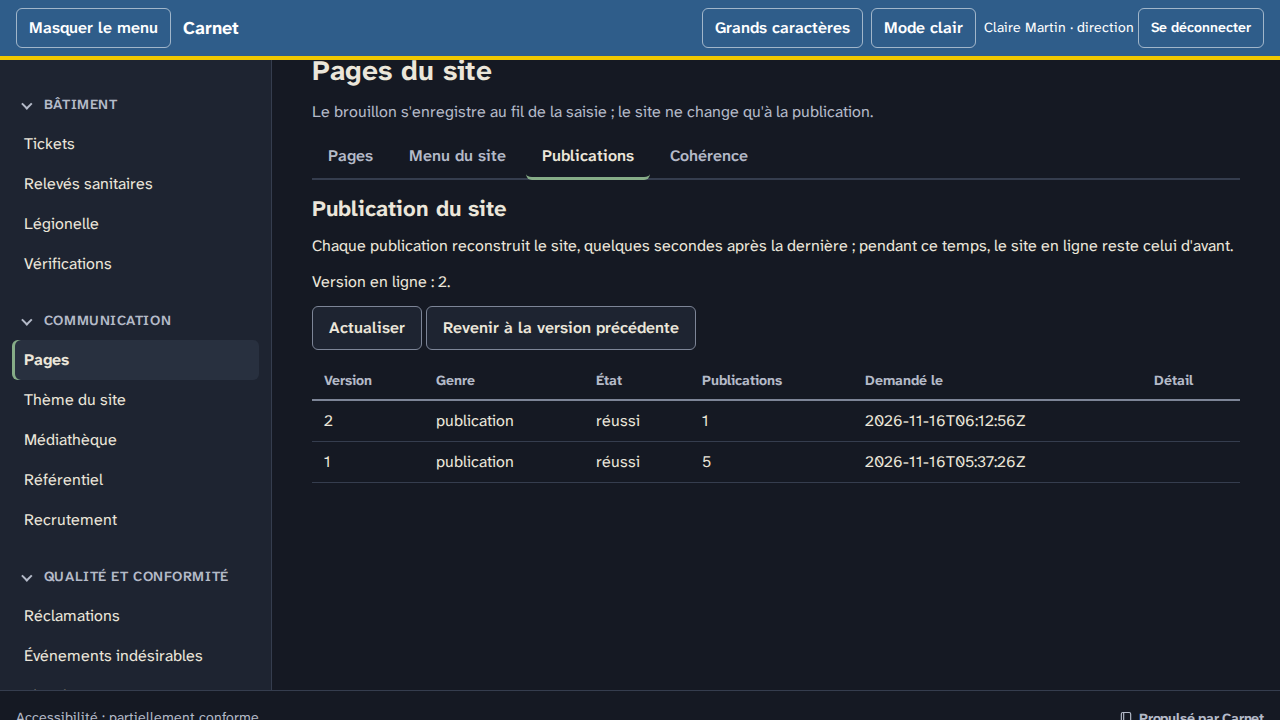 Masquer le menu Carnet Grands caractères Mode clair Claire Martin · direction Se déconnecter
BÂTIMENT
Tickets
Relevés sanitaires
Légionelle
Vérifications
COMMUNICATION
Pages
Thème du site
Médiathèque
Référentiel
Recrutement
QUALITÉ ET CONFORMITÉ
Réclamations
Événements indésirables
Pages du site
Le brouillon s'enregistre au fil de la saisie ; le site ne change qu'à la publication.
Pages Menu du site Publications Cohérence
Publication du site
Chaque publication reconstruit le site, quelques secondes après la dernière ; pendant ce temps, le site en ligne reste celui d'avant.
Version en ligne : 2.
Actualiser Revenir à la version précédente
Version Genre État Publications Demandé le Détail
2 publication réussi 1 2026-11-16T06:12:56Z
1 publication réussi 5 2026-11-16T05:37:26Z
Accessibilité : partiellement conforme Propulsé par Carnet